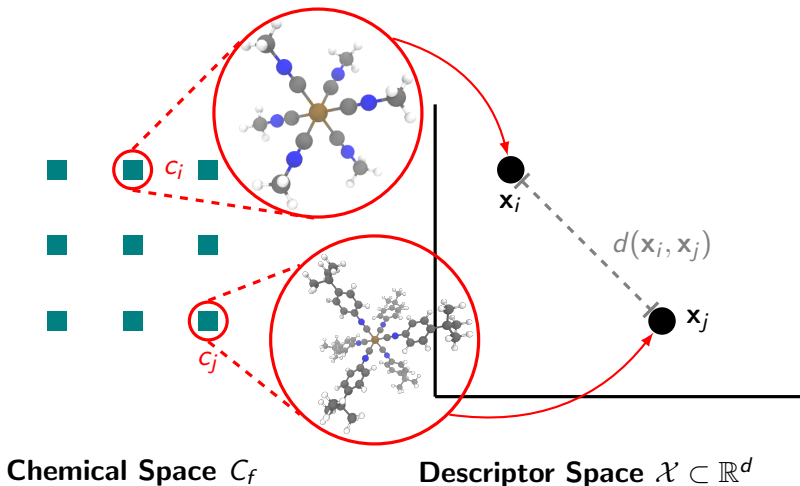 c_i
x_i
d(x_i, x_j)
x_j
c_j
Chemical Space C_f
Descriptor Space 𝒳 ⊂ ℝ^d